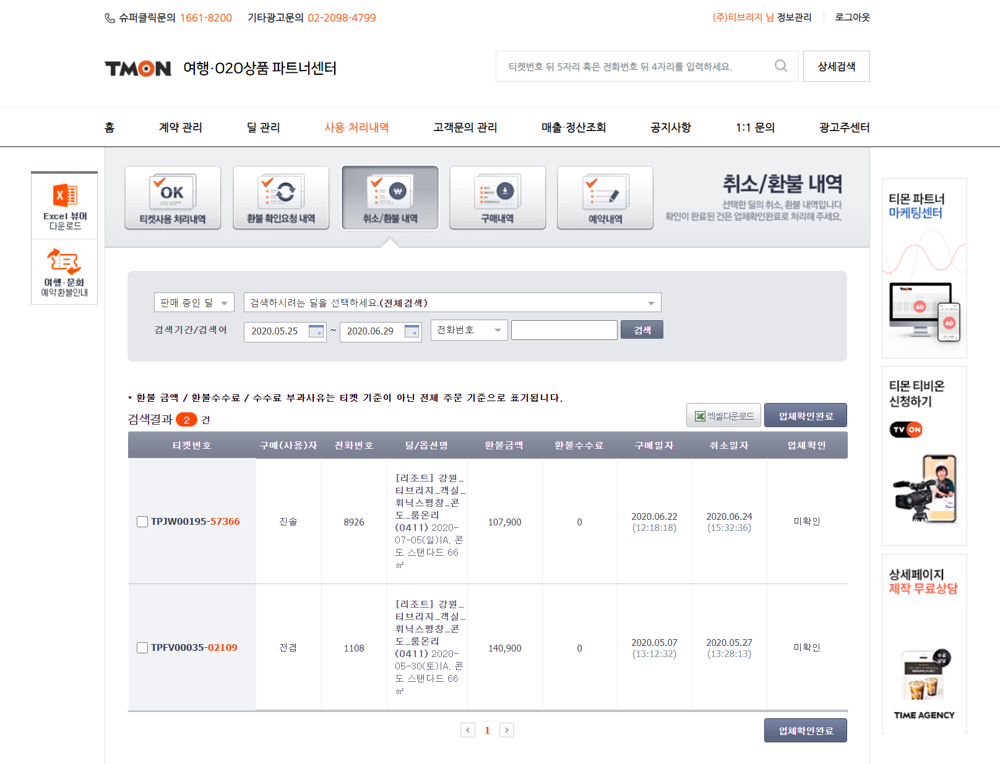 슈퍼클릭문의 1661-8200 기타광고문의 02-2098-4799
(주)티브리지 님 정보관리 로그아웃
TMON 여행·O2O상품 파트너센터
티켓번호 뒤 5자리 혹은 전화번호 뒤 4자리를 입력하세요.
상세검색
홈 계약 관리 딜 관리 사용·처리내역 고객문의 관리 매출·정산조회 공지사항 1:1 문의 광고주센터
Excel 뷰어
다운로드
여행·문화
예약환불안내
OK
티켓사용 처리내역
환불 확인요청 내역
취소/환불 내역
구매내역
예약내역
취소/환불 내역
선택한 딜의 취소, 환불 내역입니다
확인이 완료된 건은 업체확인완료로 처리해 주세요.
판매 중인 딜 검색하시려는 딜을 선택하세요.(전체검색)
검색기간/검색어 2020.05.25 ~ 2020.06.29 전화번호 검색
* 환불 금액 / 환불수수료 / 수수료 부과사유는 티켓 기준이 아닌 전체 주문 기준으로 표기됩니다.
검색결과 2 건
엑셀다운로드 업체확인완료
티켓번호 구매(사용)자 전화번호 딜/옵션명 환불금액 환불수수료 구매일자 취소일자 업체확인
TPJW00195-57366 진솔 8926
[리조트] 강원_
티브리지_객실_
휘닉스평창_콘
도_룸온리
(0411) 2020-
07-05(일)|A. 콘
도 스탠다드 66
㎡
107,900 0
2020.06.22
(12:18:18)
2020.06.24
(15:32:36)
미확인
TPFV00035-02109 전겸 1108
[리조트] 강원_
티브리지_객실_
휘닉스평창_콘
도_룸온리
(0411) 2020-
05-30(토)|A. 콘
도 스탠다드 66
㎡
140,900 0
2020.05.07
(13:12:32)
2020.05.27
(13:28:13)
미확인
< 1 >
업체확인완료
티몬 파트너
마케팅센터
TMON
AD
AD
티몬 티비온
신청하기
TV ON
상세페이지
제작 무료상담
무료
상담
TIME AGENCY